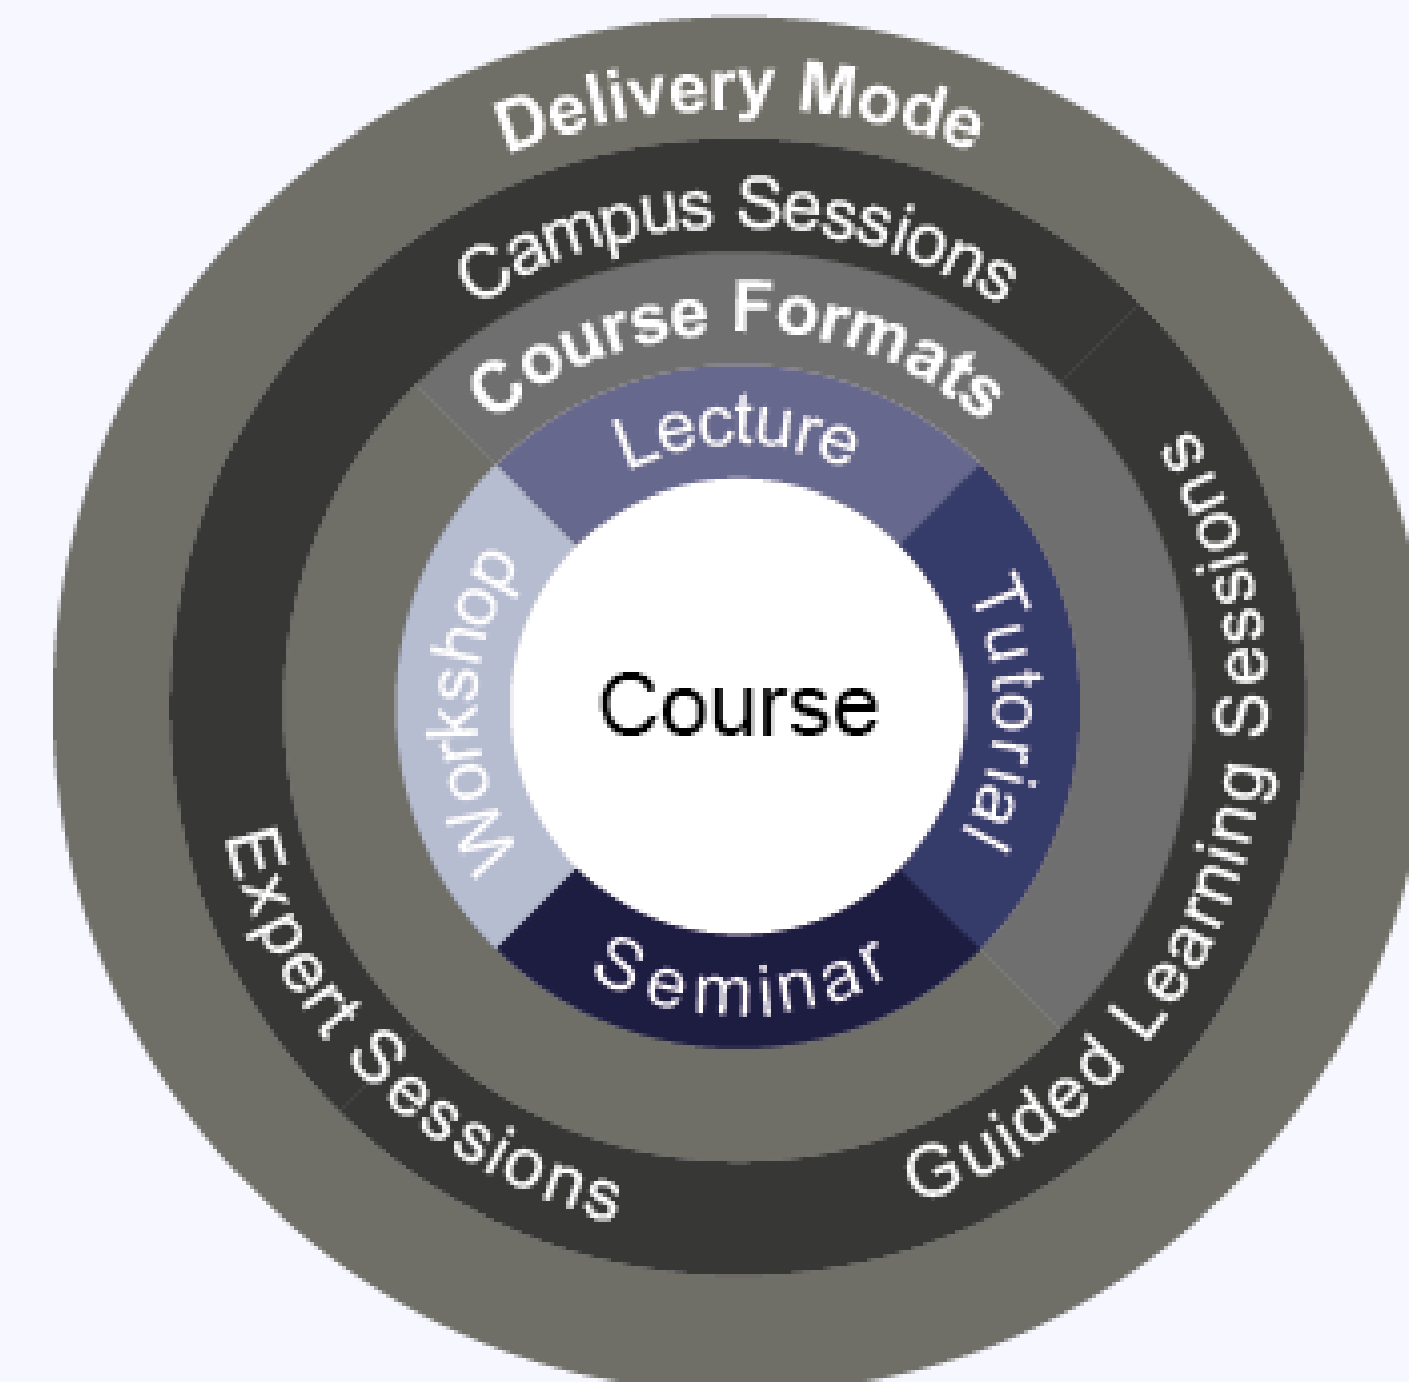 Delivery Mode
Campus Sessions
Course Formats
Lecture
Workshop
Course
Tutorial
Seminar
Expert Sessions
Guided Learning Sessions